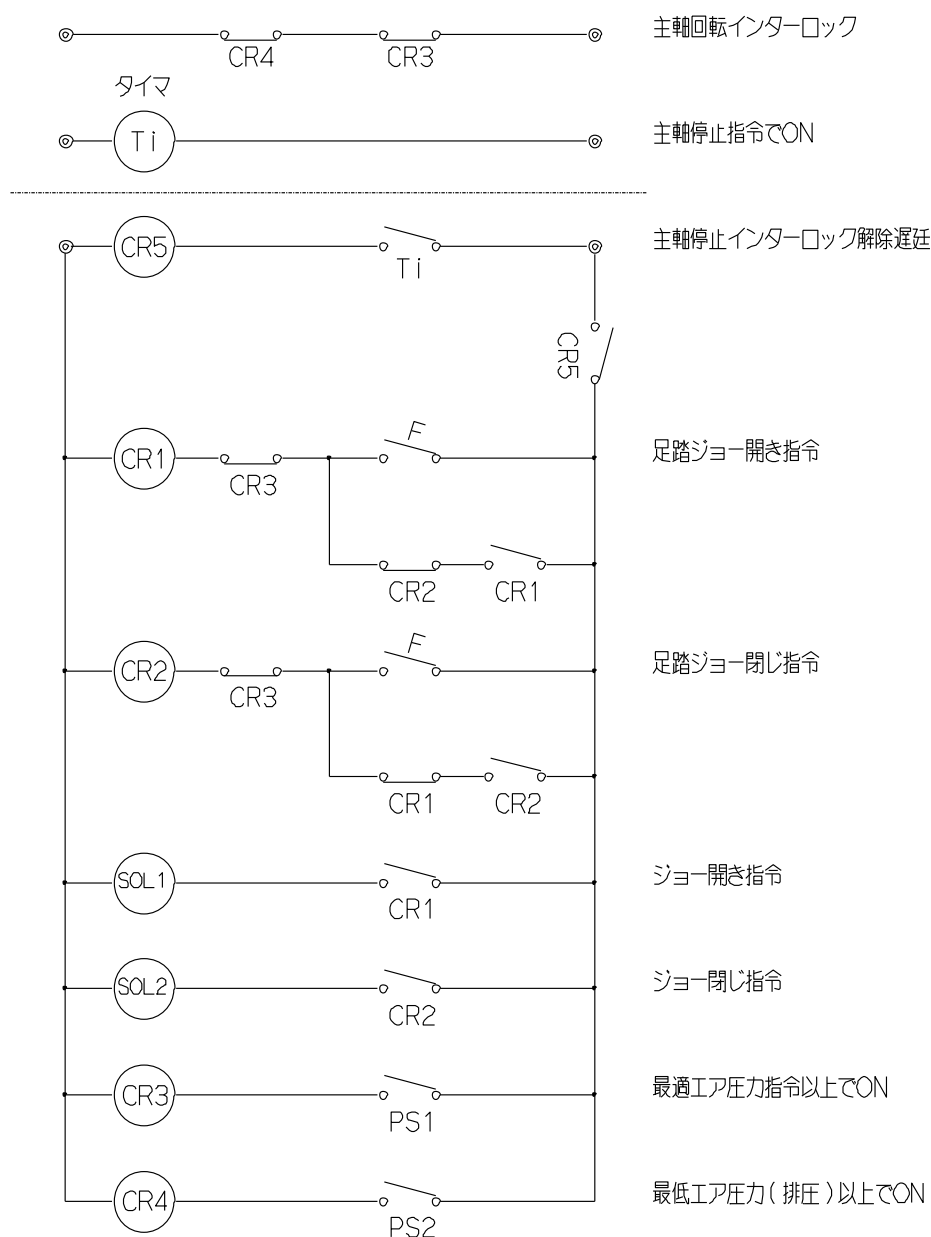 主軸回転インターロック
CR4 CR3
タイマ
Ti
主軸停止指令でON
CR5
主軸停止インターロック解除遅延
Ti
CR5
F
CR1
足踏ジョー開き指令
CR3
CR2 CR1
F
CR2
足踏ジョー閉じ指令
CR3
CR1 CR2
SOL1
ジョー開き指令
CR1
SOL2
ジョー閉じ指令
CR2
CR3
最適エア圧力指令以上でON
PS1
CR4
最低エア圧力(排圧)以上でON
PS2